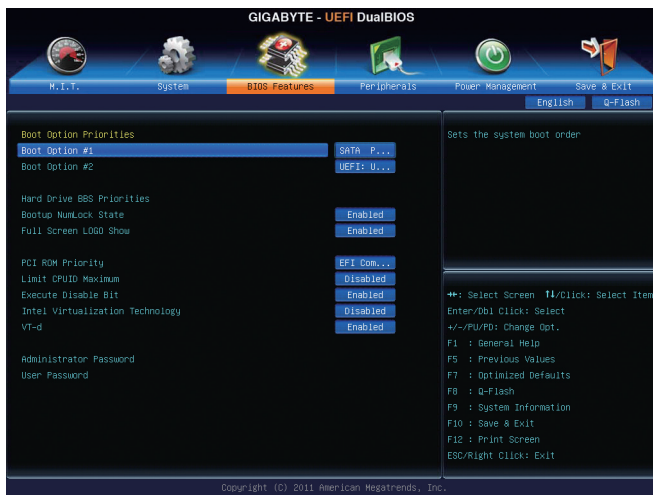 GIGABYTE - UEFI DualBIOS
M.I.T.
System
BIOS Features
Peripherals
Power Management
Save & Exit
English
Q-Flash
Boot Option Priorities
Boot Option #1 SATA P...
Boot Option #2 UEFI: U...
Hard Drive BBS Priorities
Bootup NumLock State Enabled
Full Screen LOGO Show Enabled
PCI ROM Priority EFI Com...
Limit CPUID Maximum Disabled
Execute Disable Bit Enabled
Intel Virtualization Technology Disabled
VT-d Enabled
Administrator Password
User Password
Sets the system boot order
→←: Select Screen ↑↓/Click: Select Item
Enter/Dbl Click: Select
+/-/PU/PD: Change Opt.
F1 : General Help
F5 : Previous Values
F7 : Optimized Defaults
F8 : Q-Flash
F9 : System Information
F10 : Save & Exit
F12 : Print Screen
ESC/Right Click: Exit
Copyright (C) 2011 American Megatrends, Inc.